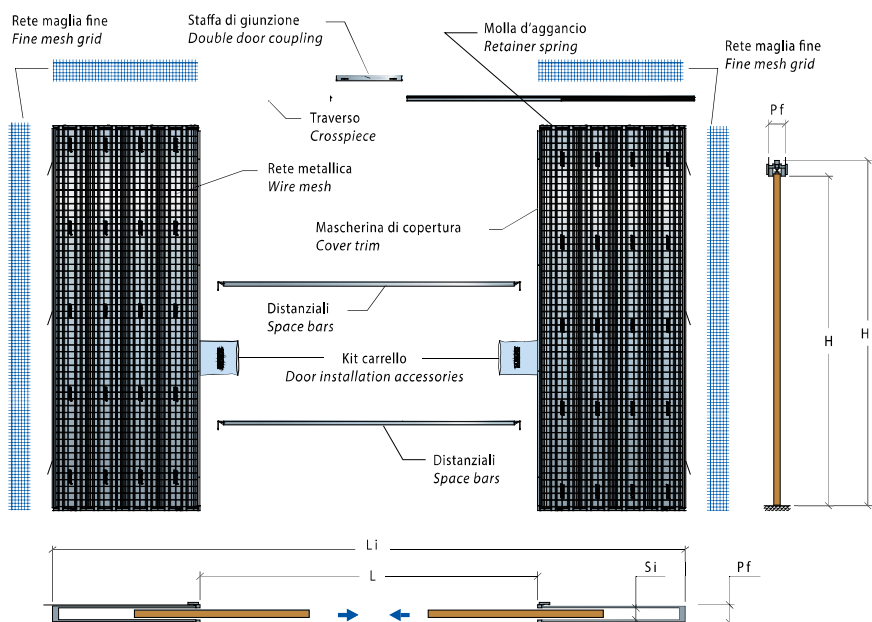 Rete maglia fine
Fine mesh grid
Staffa di giunzione
Double door coupling
Molla d'aggancio
Retainer spring
Rete maglia fine
Fine mesh grid
Traverso
Crosspiece
Pf
Rete metallica
Wire mesh
Mascherina di copertura
Cover trim
Distanziali
Space bars
Kit carrello
Door installation accessories
H
H
Distanziali
Space bars
Li
L
Si
Pf